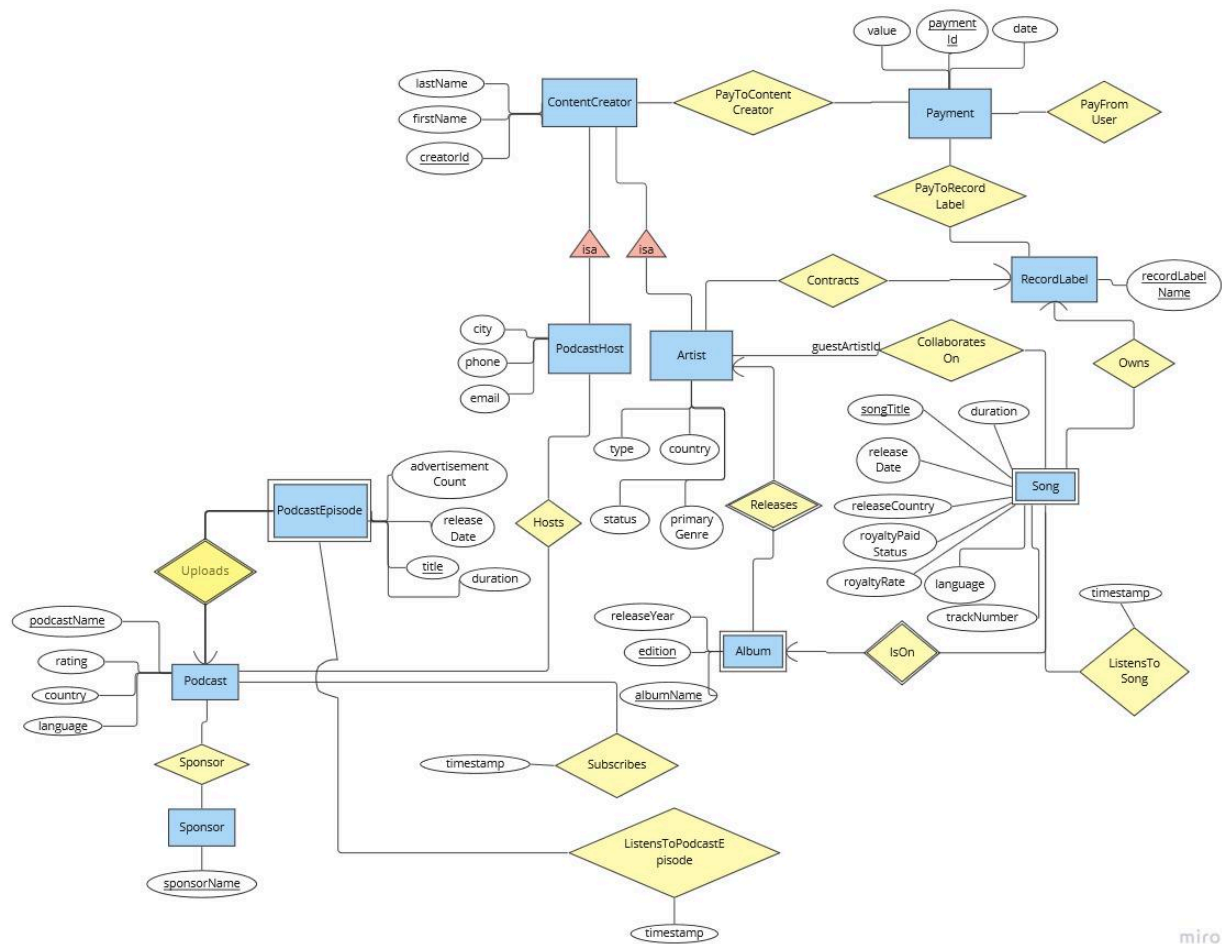 value
payment
Id
date
lastName
firstName
creatorId
ContentCreator
PayToContent
Creator
Payment
PayFrom
User
PayToRecord
Label
isa
isa
Contracts
RecordLabel
recordLabel
Name
city
phone
email
PodcastHost
Artist
guestArtistId
Collaborates
On
Owns
type
country
status
primary
Genre
songTitle
duration
release
Date
releaseCountry
royaltyPaid
Status
royaltyRate
language
trackNumber
Song
advertisement
Count
PodcastEpisode
release
Date
title
duration
Hosts
Releases
Uploads
podcastName
rating
country
language
Podcast
releaseYear
edition
albumName
Album
IsOn
timestamp
ListensTo
Song
Sponsor
timestamp
Subscribes
Sponsor
sponsorName
ListensToPodcastE
pisode
timestamp
miro